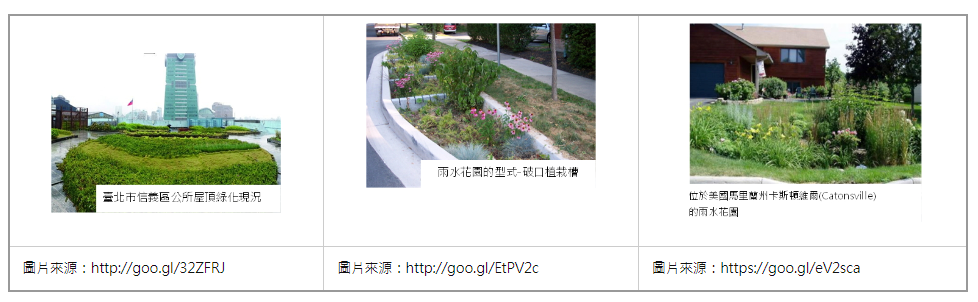 臺北市信義區公所屋頂綠化現況
雨水花園的型式-破口植栽槽
位於美國馬里蘭州卡斯頓維爾(Catonsville)
的雨水花園
圖片來源：http://goo.gl/32ZFRJ
圖片來源：http://goo.gl/EtPV2c
圖片來源：https://goo.gl/eV2sca